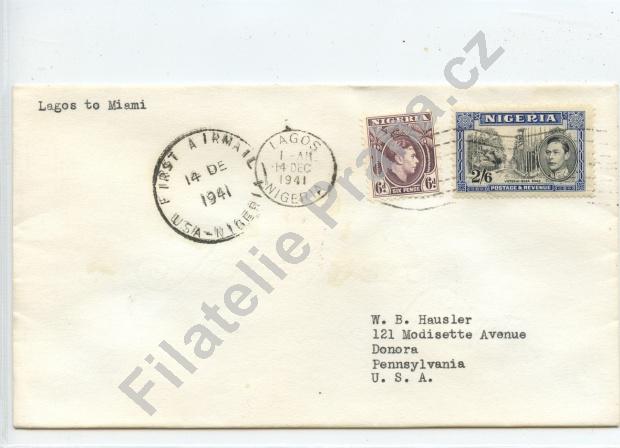 Lagos to Miami
FIRST AIRMAIL
14 DE
1941
USA-NIGERIA
LAGOS
14 DEC
1941
NIGERIA
NIGERIA
6d 6d
SIX PENCE
NIGERIA
2/6
POSTAGE & REVENUE
W. B. Hausler
121 Modisette Avenue
Donora
Pennsylvania
U. S. A.
Filatelie Praha.cz